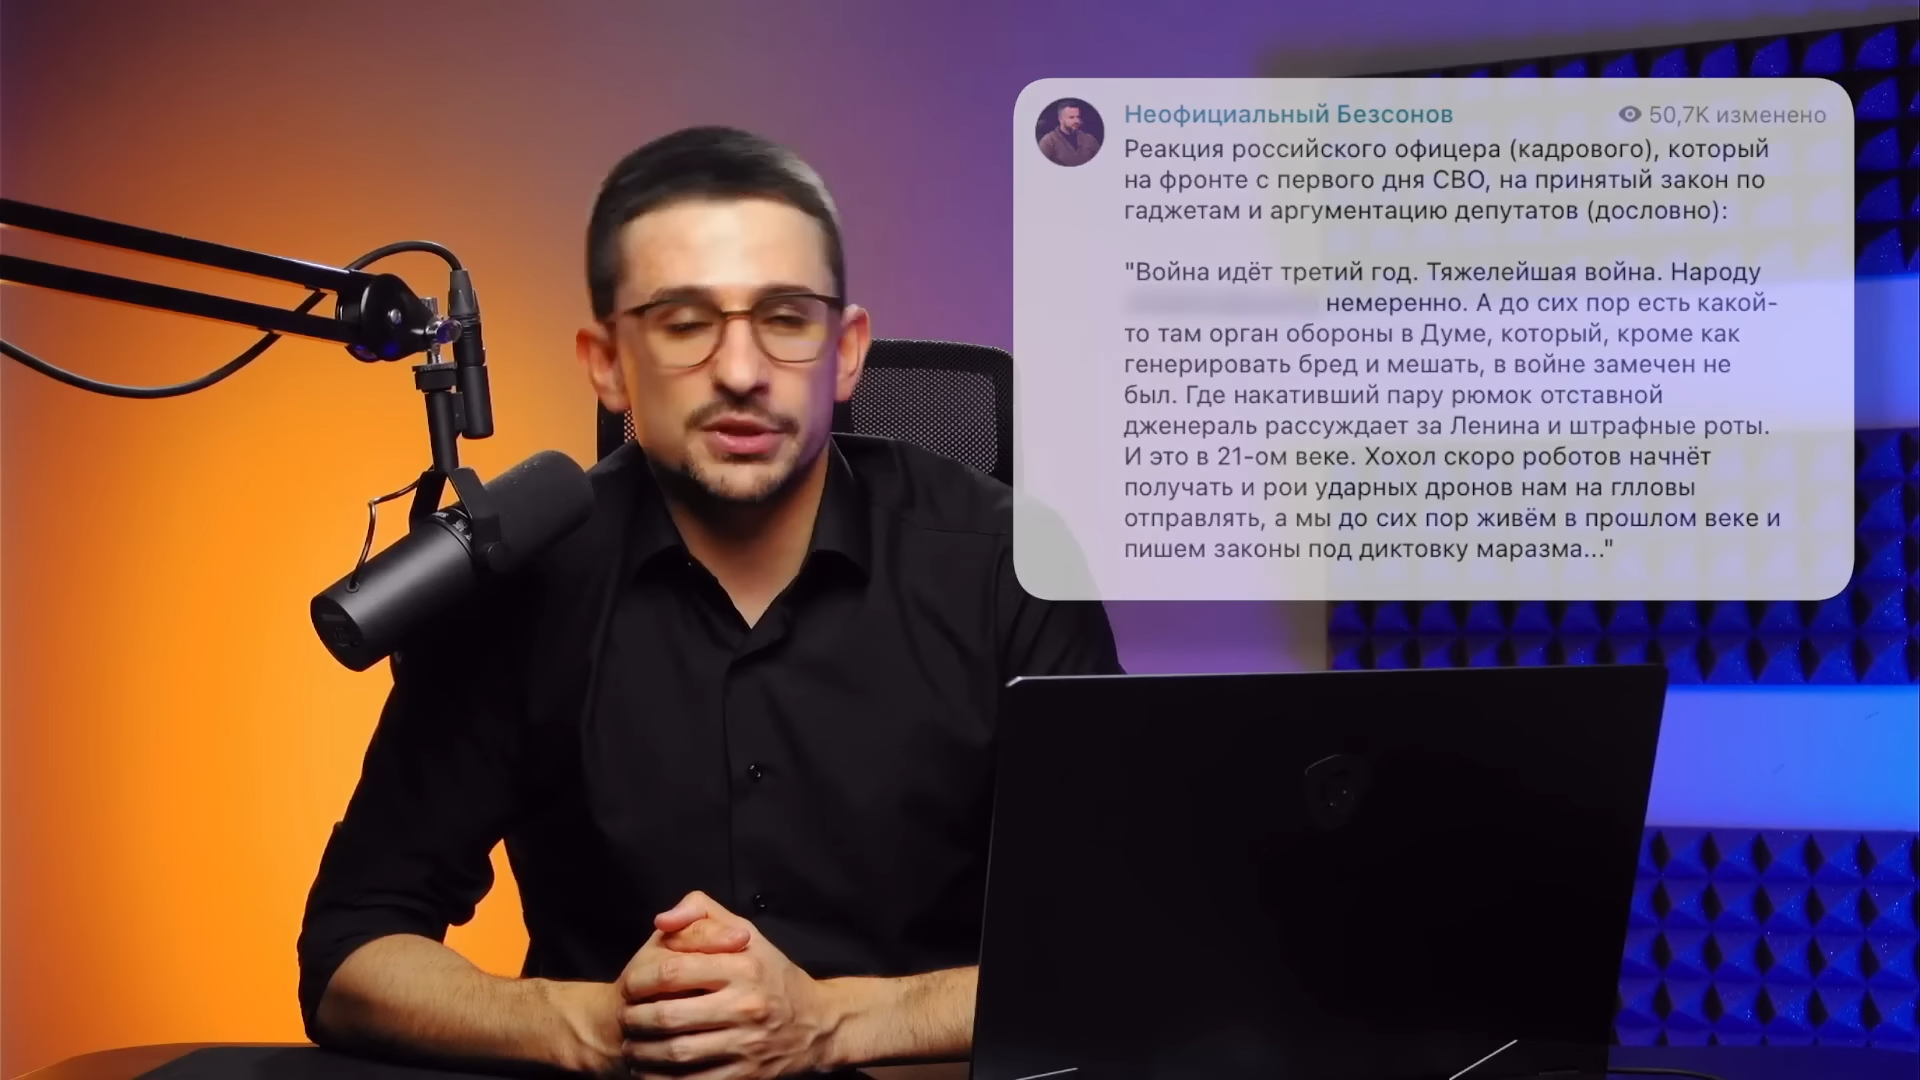 Неофициальный Безсонов
50,7K изменено
Реакция российского офицера (кадрового), который
на фронте с первого дня СВО, на принятый закон по
гаджетам и аргументацию депутатов (дословно):
"Война идёт третий год. Тяжелейшая война. Народу
немеренно. А до сих пор есть какой-
то там орган обороны в Думе, который, кроме как
генерировать бред и мешать, в войне замечен не
был. Где накативший пару рюмок отставной
дженераль рассуждает за Ленина и штрафные роты.
И это в 21-ом веке. Хохол скоро роботов начнёт
получать и рои ударных дронов нам на глловы
отправлять, а мы до сих пор живём в прошлом веке и
пишем законы под диктовку маразма..."